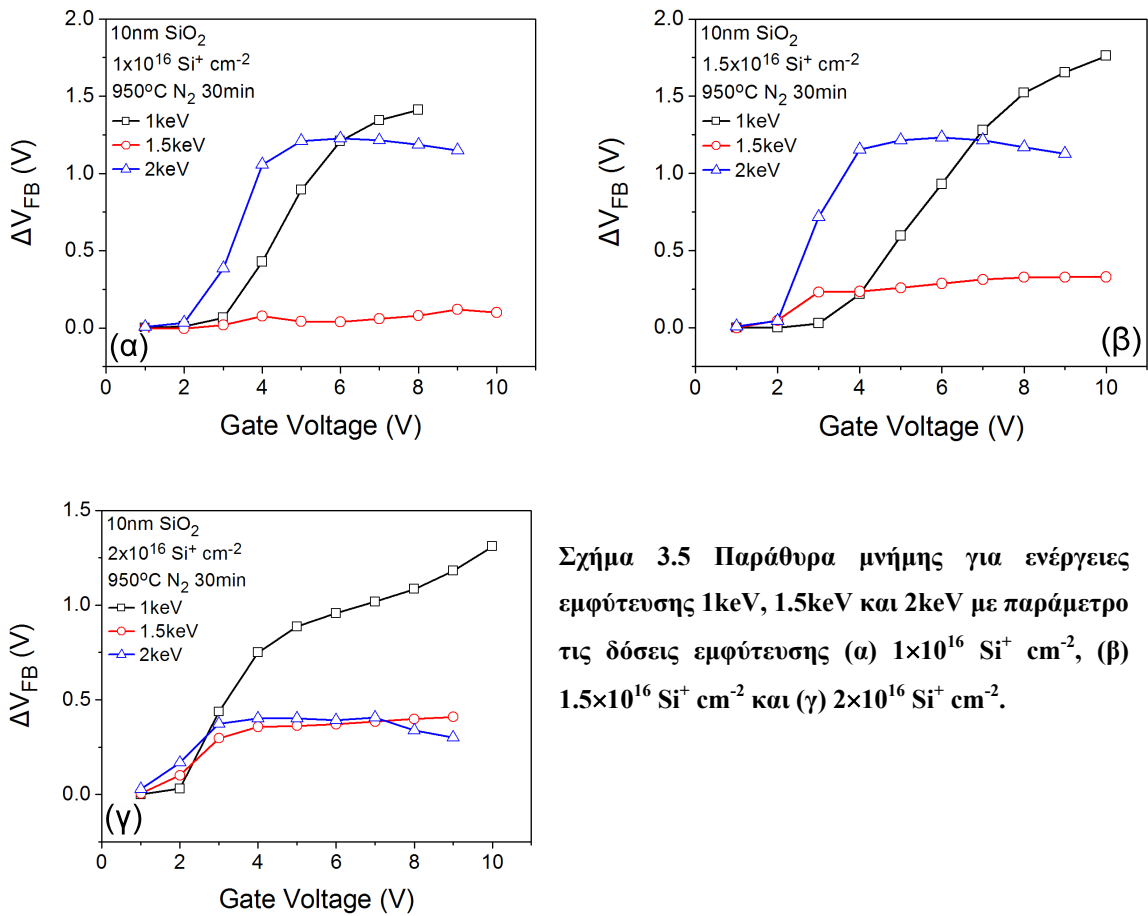 10nm SiO2
1x10^16 Si+ cm-2
950°C N2 30min
1keV
1.5keV
2keV
2.0
1.5
1.0
0.5
0.0
ΔVFB (V)
(α)
0 2 4 6 8 10
Gate Voltage (V)
10nm SiO2
1.5x10^16 Si+ cm-2
950°C N2 30min
1keV
1.5keV
2keV
2.0
1.5
1.0
0.5
0.0
ΔVFB (V)
(β)
0 2 4 6 8 10
Gate Voltage (V)
10nm SiO2
2x10^16 Si+ cm-2
950°C N2 30min
1keV
1.5keV
2keV
1.5
1.0
0.5
0.0
ΔVFB (V)
(γ)
0 2 4 6 8 10
Gate Voltage (V)
Σχήμα 3.5 Παράθυρα μνήμης για ενέργειες
εμφύτευσης 1keV, 1.5keV και 2keV με παράμετρο
τις δόσεις εμφύτευσης (α) 1×10^16 Si+ cm-2, (β)
1.5×10^16 Si+ cm-2 και (γ) 2×10^16 Si+ cm-2.